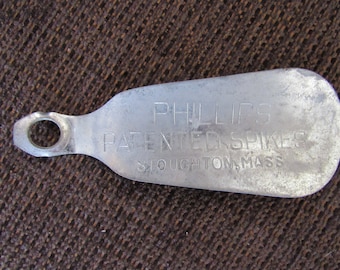 PHILLIPS
PATENTED SPIKES
STOUGHTON, MASS.